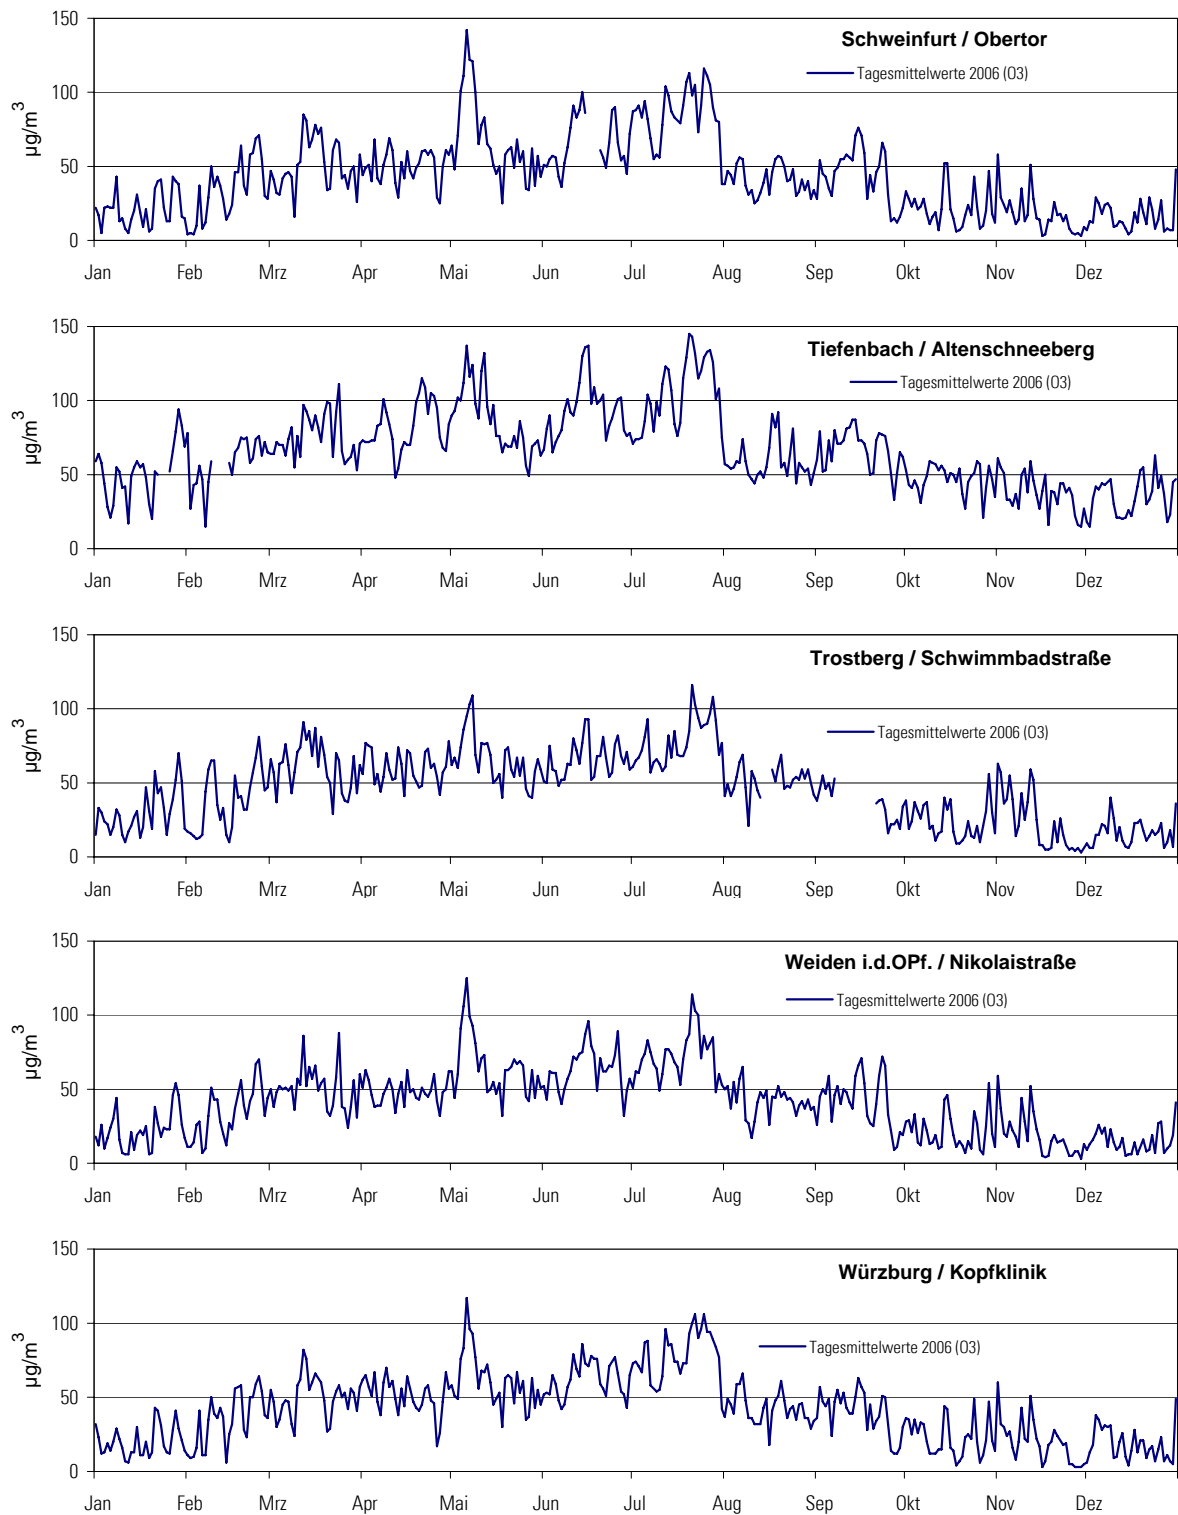 Schweinfurt / Obertor
Tagesmittelwerte 2006 (O3)
µg/m³
150
100
50
0
Jan Feb Mrz Apr Mai Jun Jul Aug Sep Okt Nov Dez
Tiefenbach / Altenschneeberg
Tagesmittelwerte 2006 (O3)
µg/m³
150
100
50
0
Jan Feb Mrz Apr Mai Jun Jul Aug Sep Okt Nov Dez
Trostberg / Schwimmbadstraße
Tagesmittelwerte 2006 (O3)
µg/m³
150
100
50
0
Jan Feb Mrz Apr Mai Jun Jul Aug Sep Okt Nov Dez
Weiden i.d.OPf. / Nikolaistraße
Tagesmittelwerte 2006 (O3)
µg/m³
150
100
50
0
Jan Feb Mrz Apr Mai Jun Jul Aug Sep Okt Nov Dez
Würzburg / Kopfklinik
Tagesmittelwerte 2006 (O3)
µg/m³
150
100
50
0
Jan Feb Mrz Apr Mai Jun Jul Aug Sep Okt Nov Dez